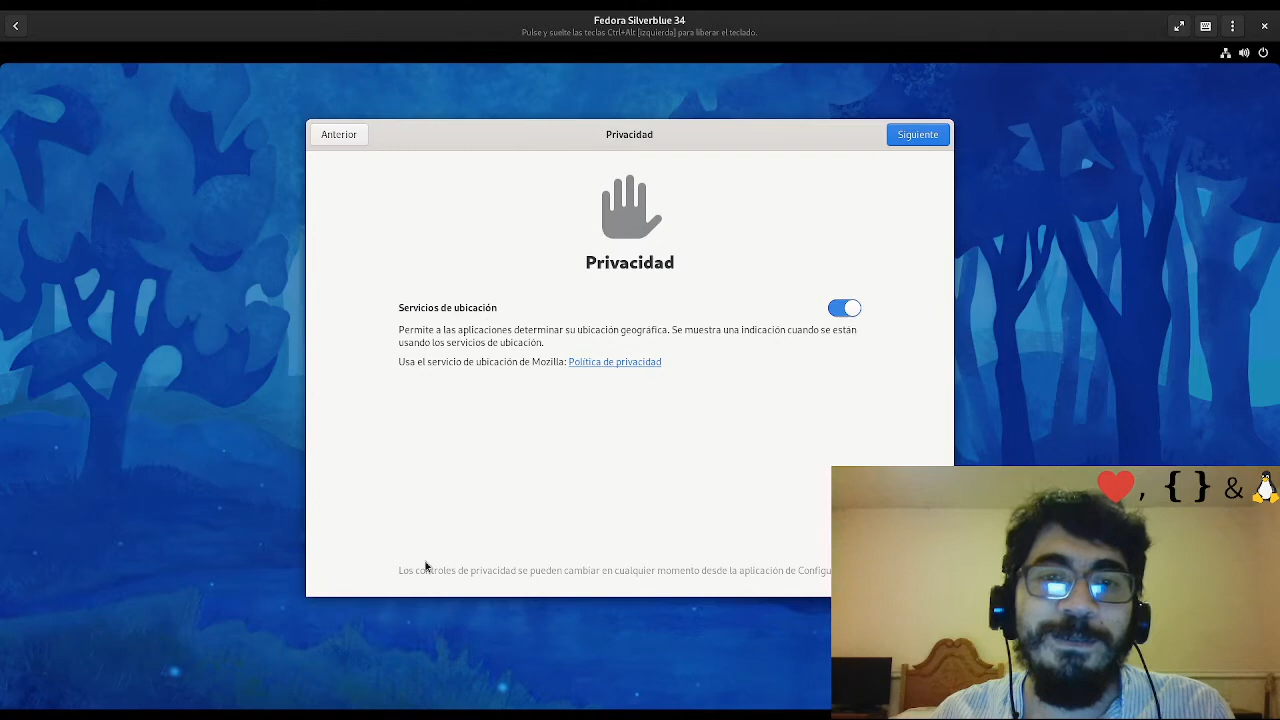 Fedora Silverblue 34
Pulse y suelte las teclas Ctrl+Alt [izquierda] para liberar el teclado.
Anterior
Privacidad
Siguiente
Privacidad
Servicios de ubicación
Permite a las aplicaciones determinar su ubicación geográfica. Se muestra una indicación cuando se están
usando los servicios de ubicación.
Usa el servicio de ubicación de Mozilla: Política de privacidad
, { } &
Los controles de privacidad se pueden cambiar en cualquier momento desde la aplicación de Configu